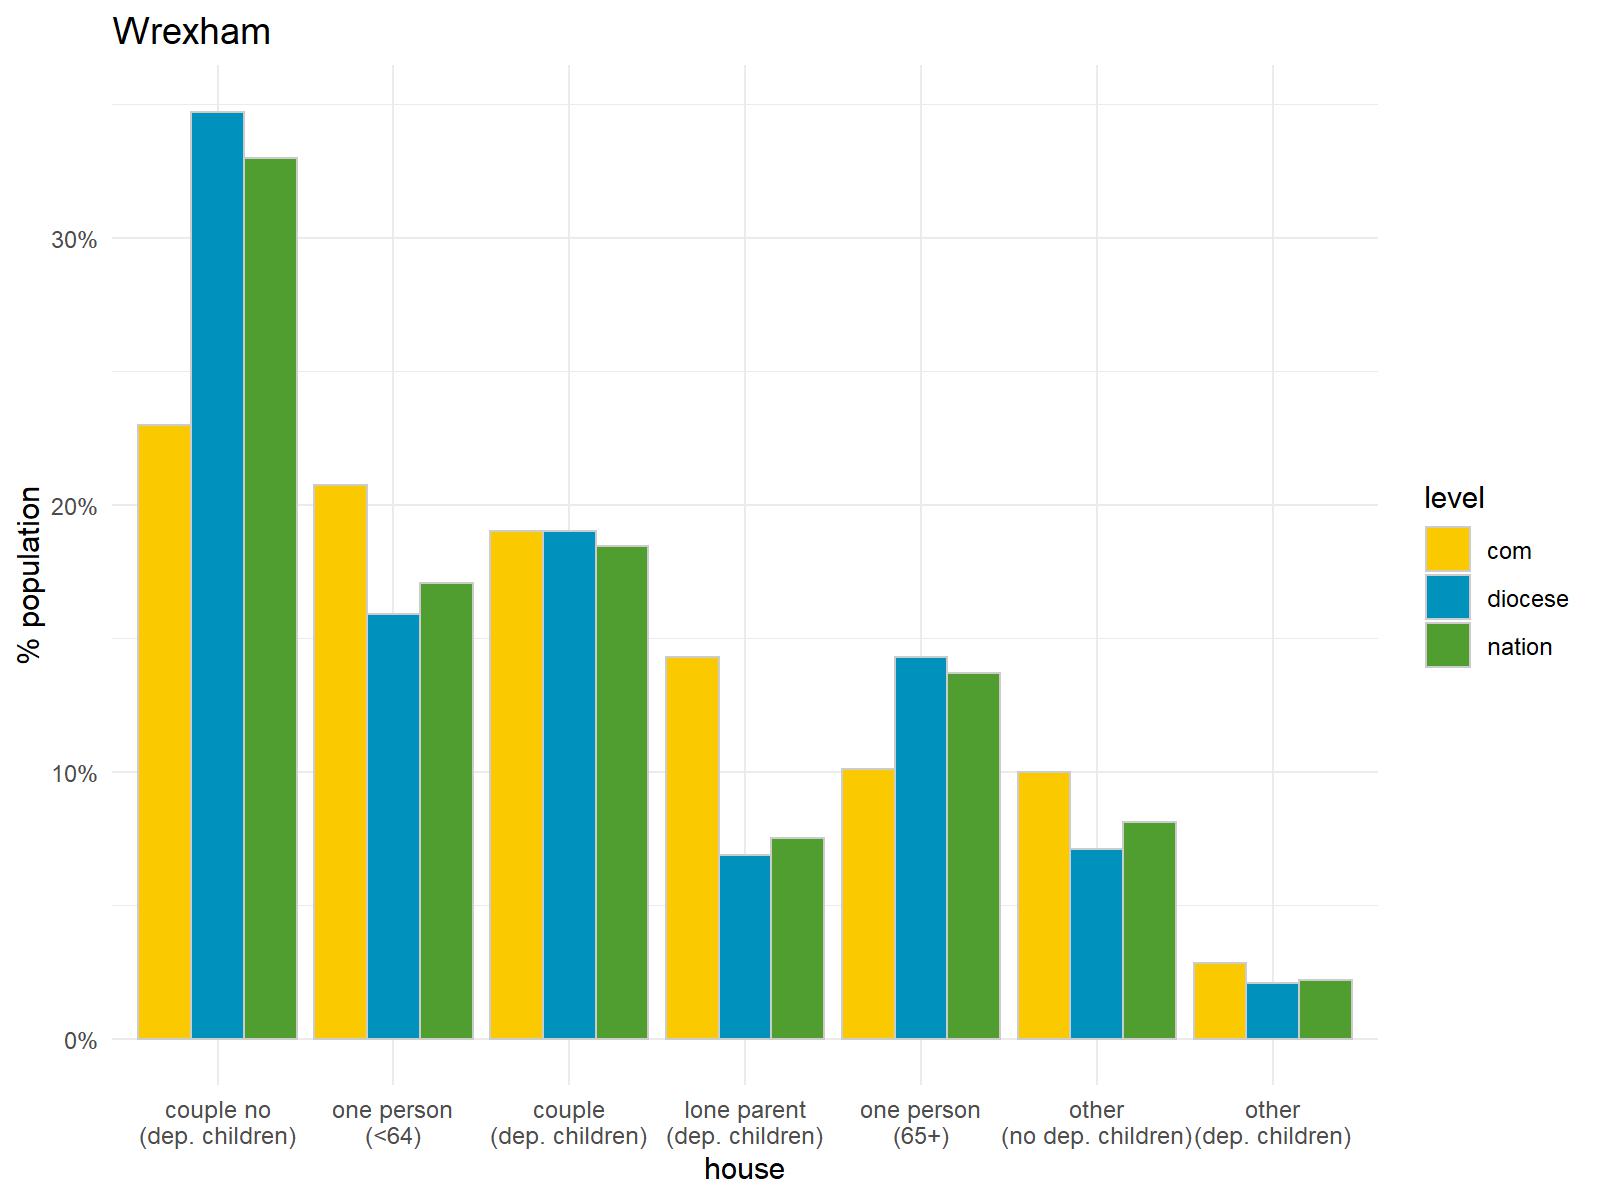 Wrexham
% population
30%
20%
10%
0%
couple no
(dep. children)
one person
(<64)
couple
(dep. children)
lone parent
(dep. children)
one person
(65+)
other
(no dep. children)
other
(dep. children)
house
level
com
diocese
nation